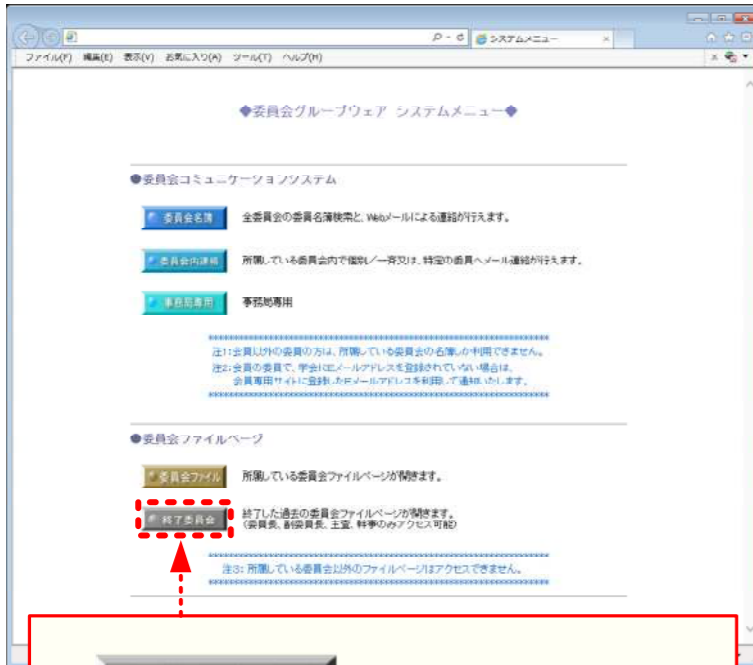 システムメニュー
ファイル(F) 編集(E) 表示(V) お気に入り(A) ツール(T) ヘルプ(H)
◆委員会グループウェア システムメニュー◆
●委員会コミュニケーションシステム
委員会名簿 全委員会の委員名簿検索と、Webメールによる連絡が行えます。
委員会内連絡 所属している委員会内で個別／一斉又は、特定の委員へメール連絡が行えます。
事務局専用 事務局専用
注1:会員以外の委員の方は、所属している委員会の名簿しか利用できません。
注2:会員の委員で、学会にEメールアドレスを登録されていない場合は、
会員専用サイトに登録したEメールアドレスを利用して通知いたします。
●委員会ファイルページ
委員会ファイル 所属している委員会ファイルページが開きます。
終了委員会 終了した過去の委員会ファイルページが開きます。
(委員長、副委員長、主査、幹事のみアクセス可能)
注3: 所属している委員会以外のファイルページはアクセスできません。